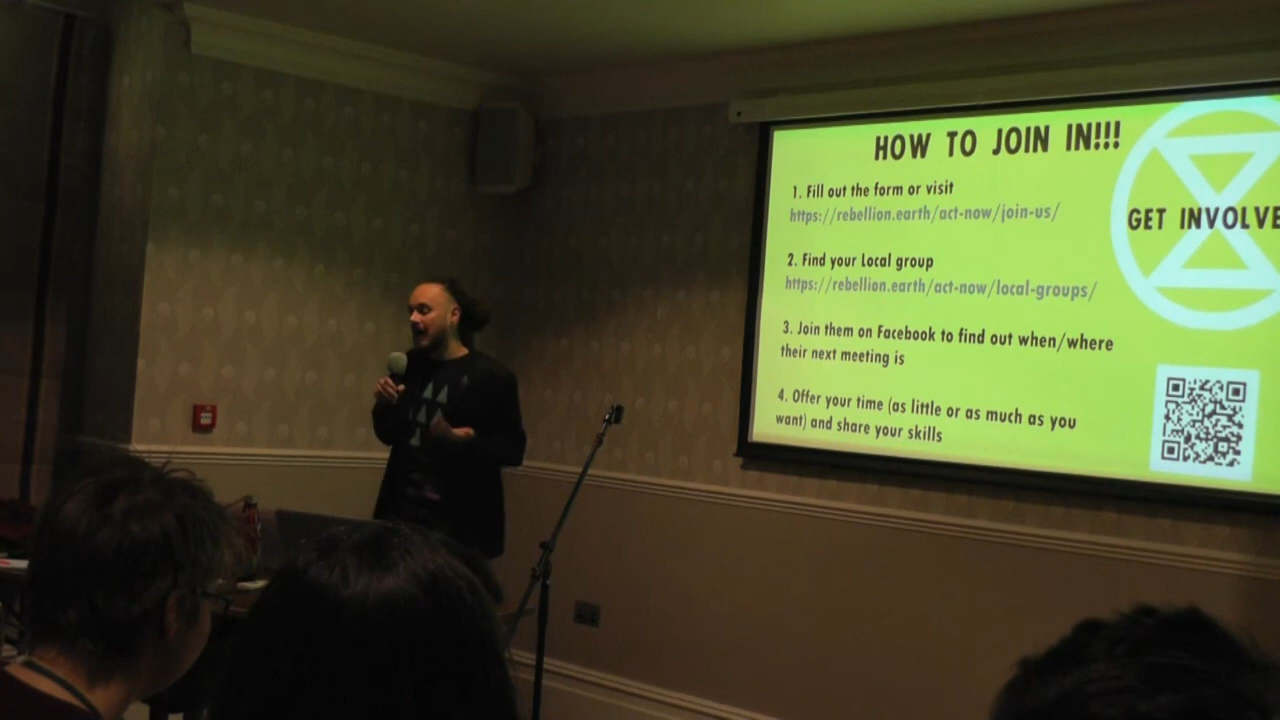 HOW TO JOIN IN!!!
1. Fill out the form or visit
https://rebellion.earth/act-now/join-us/
GET INVOLVE
2. Find your Local group
https://rebellion.earth/act-now/local-groups/
3. Join them on Facebook to find out when/where
their next meeting is
4. Offer your time (as little or as much as you
want) and share your skills